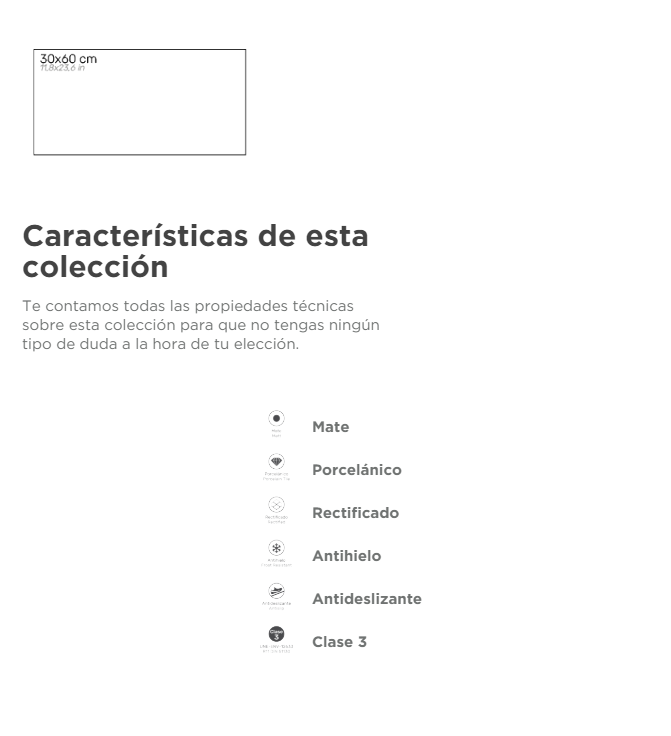 30x60 cm
11.8x23.6 in
Características de esta
colección
Te contamos todas las propiedades técnicas
sobre esta colección para que no tengas ningún
tipo de duda a la hora de tu elección.
Mate
Porcelánico
Rectificado
Antihielo
Antideslizante
Clase 3